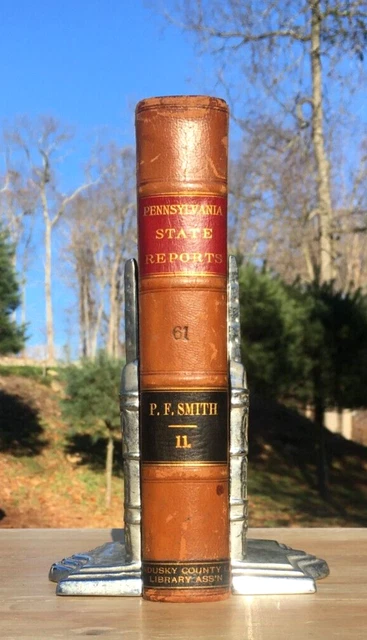 PENNSYLVANIA
STATE
REPORTS
61
P. F. SMITH
11.
DUSKY COUNTY
LIBRARY ASS'N